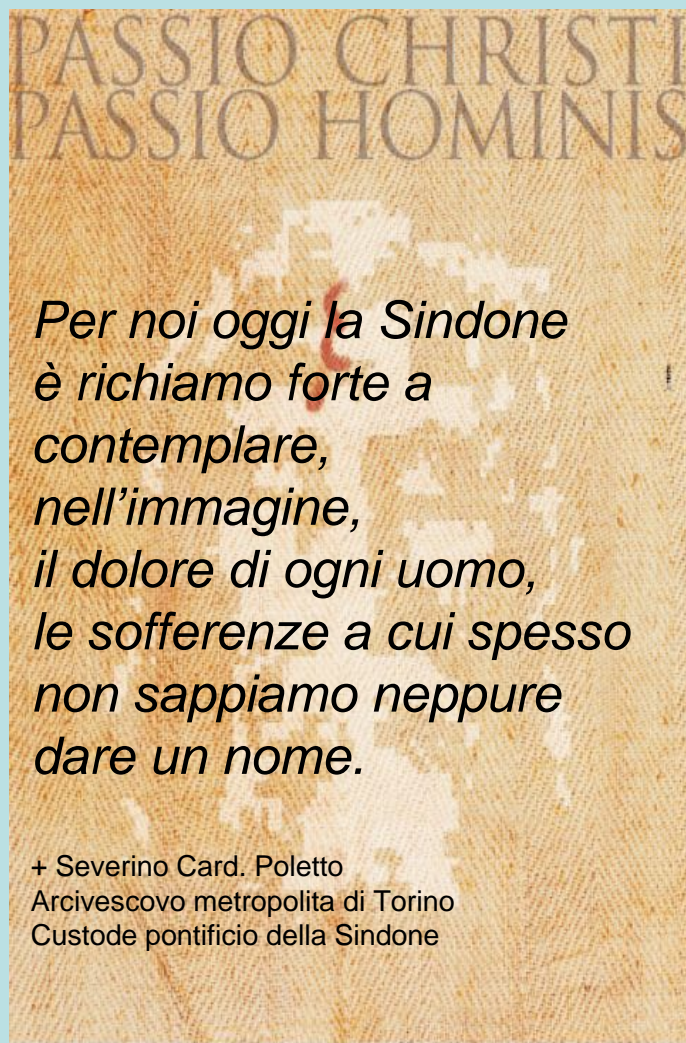 PASSIO CHRISTI
PASSIO HOMINIS
Per noi oggi la Sindone
è richiamo forte a
contemplare,
nell’immagine,
il dolore di ogni uomo,
le sofferenze a cui spesso
non sappiamo neppure
dare un nome.
+ Severino Card. Poletto
Arcivescovo metropolita di Torino
Custode pontificio della Sindone